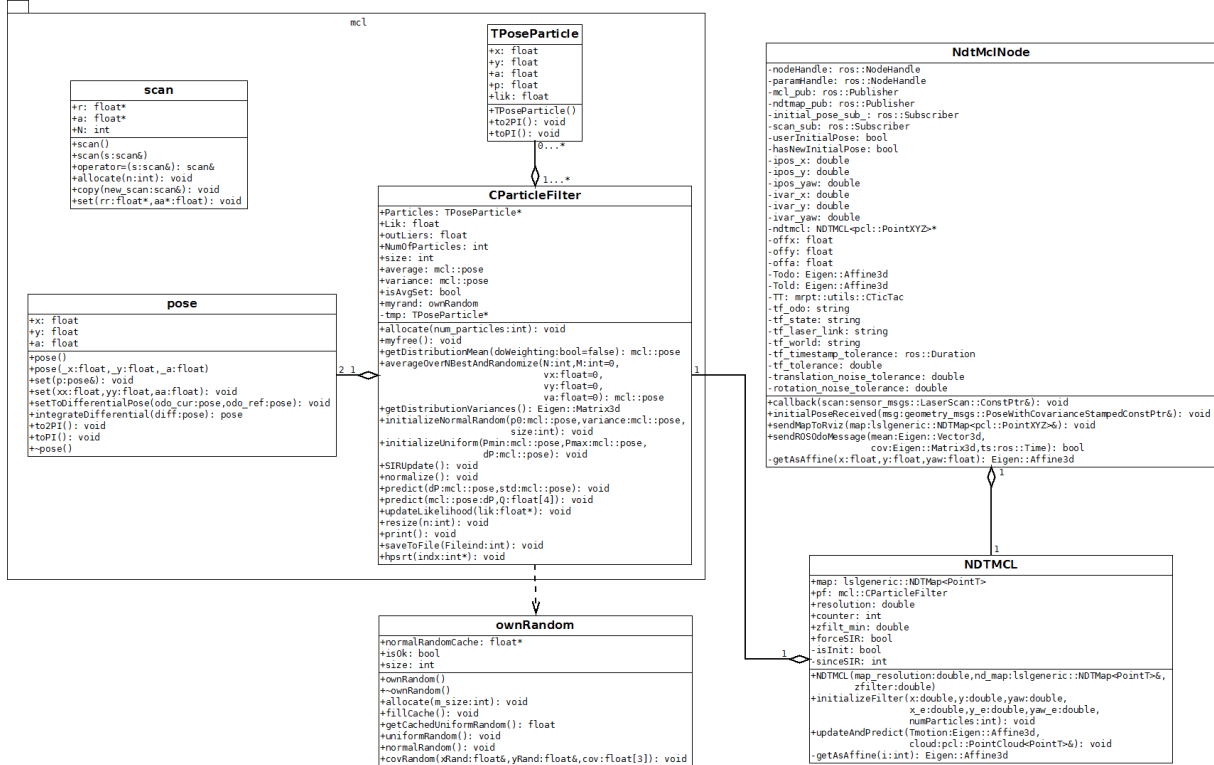 mcl
TPoseParticle
+x: float
+y: float
+a: float
+p: float
+lik: float
+TPoseParticle()
+to2PI(): void
+toPI(): void
0...*
1...*
scan
+r: float*
+a: float*
+N: int
+scan()
+scan(s:scan&)
+operator=(s:scan&): scan&
+allocate(n:int): void
+copy(new_scan:scan&): void
+set(rr:float*,aa*:float): void
CParticleFilter
+Particles: TPoseParticle*
+Lik: float
+outLiers: float
+NumOfParticles: int
+size: int
+average: mcl::pose
+variance: mcl::pose
+isAvgSet: bool
+myrand: ownRandom
-tmp: TPoseParticle*
+allocate(num_particles:int): void
+myfree(): void
+getDistributionMean(doWeighting:bool=false): mcl::pose
+averageOverNBestAndRandomize(N:int,M:int=0,
vx:float=0,
vy:float=0,
va:float=0): mcl::pose
+getDistributionVariances(): Eigen::Matrix3d
+initializeNormalRandom(p0:mcl::pose,variance:mcl::pose,
size:int): void
+initializeUniform(Pmin:mcl::pose,Pmax:mcl::pose,
dP:mcl::pose): void
+SIRUpdate(): void
+normalize(): void
+predict(dP:mcl::pose,std:mcl::pose): void
+predict(mcl::pose:dP,Q:float[4]): void
+updateLikelihood(lik:float*): void
+resize(n:int): void
+print(): void
+saveToFile(Fileind:int): void
+hpsrt(indx:int*): void
pose
+x: float
+y: float
+a: float
+pose()
+pose(_x:float,_y:float,_a:float)
+set(p:pose&): void
+set(xx:float,yy:float,aa:float): void
+setToDifferentialPose(odo_cur:pose,odo_ref:pose): void
+integrateDifferential(diff:pose): pose
+to2PI(): void
+toPI(): void
+~pose()
2 1
1
ownRandom
+normalRandomCache: float*
+isOk: bool
+size: int
+ownRandom()
+~ownRandom()
+allocate(m_size:int): void
+fillCache(): void
+getCachedUniformRandom(): float
+uniformRandom(): void
+normalRandom(): void
+covRandom(xRand:float&,yRand:float&,cov:float[3]): void
NdtMclNode
-nodeHandle: ros::NodeHandle
-paramHandle: ros::NodeHandle
-mcl_pub: ros::Publisher
-ndtmap_pub: ros::Publisher
-initial_pose_sub_: ros::Subscriber
-scan_sub: ros::Subscriber
-userInitialPose: bool
-hasNewInitialPose: bool
-ipos_x: double
-ipos_y: double
-ipos_yaw: double
-ivar_x: double
-ivar_y: double
-ivar_yaw: double
-ndtmcl: NDTMCL<pcl::PointXYZ>*
-offx: float
-offy: float
-offa: float
-Todo: Eigen::Affine3d
-Told: Eigen::Affine3d
-TT: mrpt::utils::CTicTac
-tf_odo: string
-tf_state: string
-tf_laser_link: string
-tf_world: string
-tf_timestamp_tolerance: ros::Duration
-tf_tolerance: double
-translation_noise_tolerance: double
-rotation_noise_tolerance: double
+callback(scan:sensor_msgs::LaserScan::ConstPtr&): void
+initialPoseReceived(msg:geometry_msgs::PoseWithCovarianceStampedConstPtr&): void
+sendMapToRviz(map:lslgeneric::NDTMap<pcl::PointXYZ>&): void
+sendROSOdoMessage(mean:Eigen::Vector3d,
cov:Eigen::Matrix3d,ts:ros::Time): bool
-getAsAffine(x:float,y:float,yaw:float): Eigen::Affine3d
1
1
NDTMCL
+map: lslgeneric::NDTMap<PointT>
+pf: mcl::CParticleFilter
+resolution: double
+counter: int
+zfilt_min: double
+forceSIR: bool
-isInit: bool
-sinceSIR: int
+NDTMCL(map_resolution:double,nd_map:lslgeneric::NDTMap<PointT>&,
zfilter:double)
+initializeFilter(x:double,y:double,yaw:double,
x_e:double,y_e:double,yaw_e:double,
numParticles:int): void
+updateAndPredict(Tmotion:Eigen::Affine3d,
cloud:pcl::PointCloud<PointT>&): void
-getAsAffine(i:int): Eigen::Affine3d
1